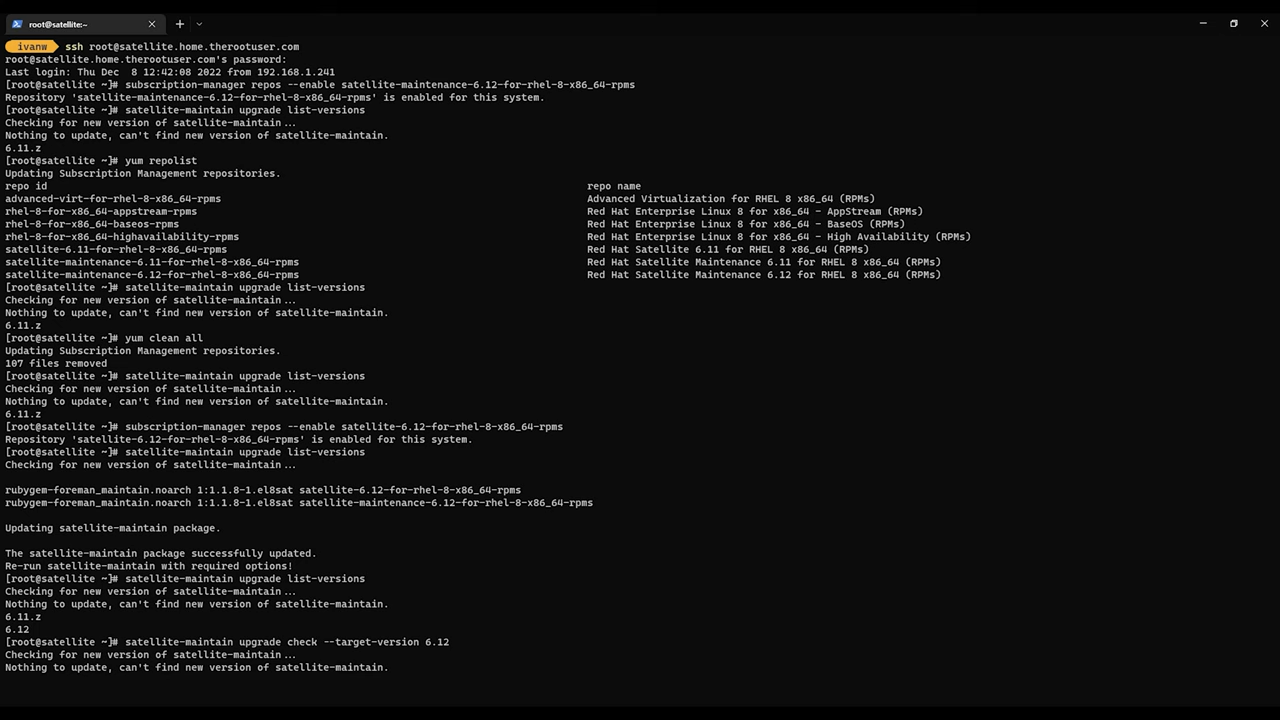 root@satellite:~
ivanw ssh root@satellite.home.therootuser.com
root@satellite.home.therootuser.com's password:
Last login: Thu Dec  8 12:42:08 2022 from 192.168.1.241
[root@satellite ~]# subscription-manager repos --enable satellite-maintenance-6.12-for-rhel-8-x86_64-rpms
Repository 'satellite-maintenance-6.12-for-rhel-8-x86_64-rpms' is enabled for this system.
[root@satellite ~]# satellite-maintain upgrade list-versions
Checking for new version of satellite-maintain...
Nothing to update, can't find new version of satellite-maintain.
6.11.z
[root@satellite ~]# yum repolist
Updating Subscription Management repositories.
repo id repo name
advanced-virt-for-rhel-8-x86_64-rpms Advanced Virtualization for RHEL 8 x86_64 (RPMs)
rhel-8-for-x86_64-appstream-rpms Red Hat Enterprise Linux 8 for x86_64 - AppStream (RPMs)
rhel-8-for-x86_64-baseos-rpms Red Hat Enterprise Linux 8 for x86_64 - BaseOS (RPMs)
rhel-8-for-x86_64-highavailability-rpms Red Hat Enterprise Linux 8 for x86_64 - High Availability (RPMs)
satellite-6.11-for-rhel-8-x86_64-rpms Red Hat Satellite 6.11 for RHEL 8 x86_64 (RPMs)
satellite-maintenance-6.11-for-rhel-8-x86_64-rpms Red Hat Satellite Maintenance 6.11 for RHEL 8 x86_64 (RPMs)
satellite-maintenance-6.12-for-rhel-8-x86_64-rpms Red Hat Satellite Maintenance 6.12 for RHEL 8 x86_64 (RPMs)
[root@satellite ~]# satellite-maintain upgrade list-versions
Checking for new version of satellite-maintain...
Nothing to update, can't find new version of satellite-maintain.
6.11.z
[root@satellite ~]# yum clean all
Updating Subscription Management repositories.
107 files removed
[root@satellite ~]# satellite-maintain upgrade list-versions
Checking for new version of satellite-maintain...
Nothing to update, can't find new version of satellite-maintain.
6.11.z
[root@satellite ~]# subscription-manager repos --enable satellite-6.12-for-rhel-8-x86_64-rpms
Repository 'satellite-6.12-for-rhel-8-x86_64-rpms' is enabled for this system.
[root@satellite ~]# satellite-maintain upgrade list-versions
Checking for new version of satellite-maintain...
rubygem-foreman_maintain.noarch 1:1.1.8-1.el8sat satellite-6.12-for-rhel-8-x86_64-rpms
rubygem-foreman_maintain.noarch 1:1.1.8-1.el8sat satellite-maintenance-6.12-for-rhel-8-x86_64-rpms
Updating satellite-maintain package.
The satellite-maintain package successfully updated.
Re-run satellite-maintain with required options!
[root@satellite ~]# satellite-maintain upgrade list-versions
Checking for new version of satellite-maintain...
Nothing to update, can't find new version of satellite-maintain.
6.11.z
6.12
[root@satellite ~]# satellite-maintain upgrade check --target-version 6.12
Checking for new version of satellite-maintain...
Nothing to update, can't find new version of satellite-maintain.